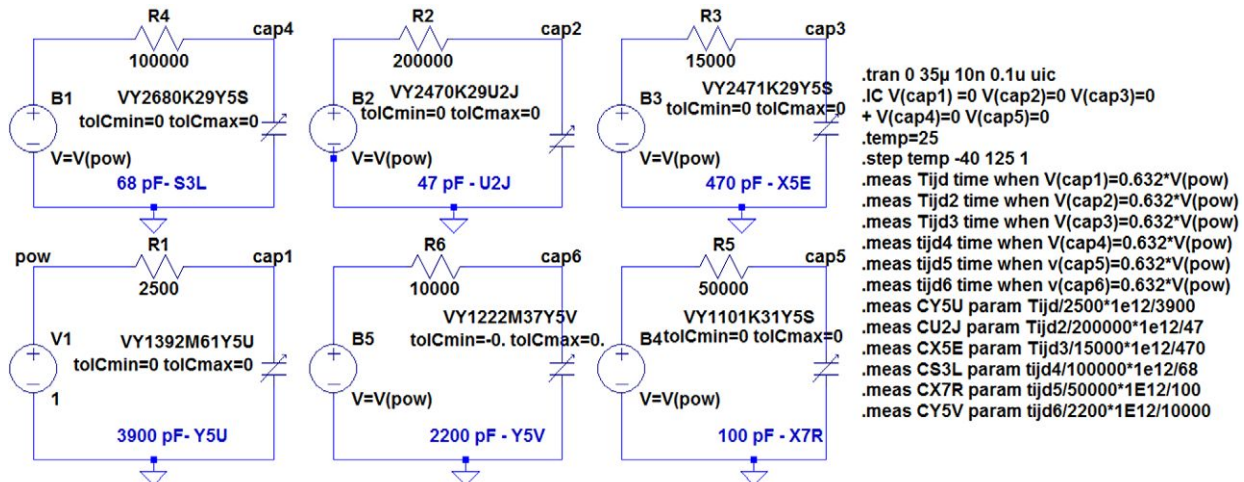 R4
cap4
100000
B1
VY2680K29Y5S
tolCmin=0 tolCmax=0
V=V(pow)
68 pF- S3L
R2
cap2
200000
B2
VY2470K29U2J
tolCmin=0 tolCmax=0
V=V(pow)
47 pF - U2J
R3
cap3
15000
B3
VY2471K29Y5S
tolCmin=0 tolCmax=0
V=V(pow)
470 pF - X5E
pow
R1
cap1
2500
V1
VY1392M61Y5U
tolCmin=0 tolCmax=0
1
3900 pF- Y5U
R6
cap6
10000
B5
VY1222M37Y5V
tolCmin=-0. tolCmax=0.
V=V(pow)
2200 pF - Y5V
R5
cap5
50000
B4
VY1101K31Y5S
tolCmin=0 tolCmax=0
V=V(pow)
100 pF - X7R
.tran 0 35µ 10n 0.1u uic
.IC V(cap1) =0 V(cap2)=0 V(cap3)=0
+ V(cap4)=0 V(cap5)=0
.temp=25
.step temp -40 125 1
.meas Tijd time when V(cap1)=0.632*V(pow)
.meas Tijd2 time when V(cap2)=0.632*V(pow)
.meas Tijd3 time when V(cap3)=0.632*V(pow)
.meas tijd4 time when V(cap4)=0.632*V(pow)
.meas tijd5 time when v(cap5)=0.632*V(pow)
.meas tijd6 time when v(cap6)=0.632*V(pow)
.meas CY5U param Tijd/2500*1e12/3900
.meas CU2J param Tijd2/200000*1e12/47
.meas CX5E param Tijd3/15000*1e12/470
.meas CS3L param tijd4/100000*1e12/68
.meas CX7R param tijd5/50000*1E12/100
.meas CY5V param tijd6/2200*1E12/10000